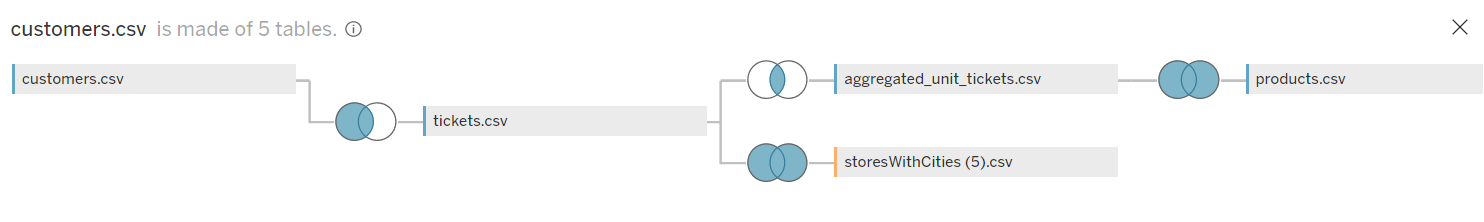 customers.csv is made of 5 tables.
customers.csv
aggregated_unit_tickets.csv
products.csv
tickets.csv
storesWithCities (5).csv